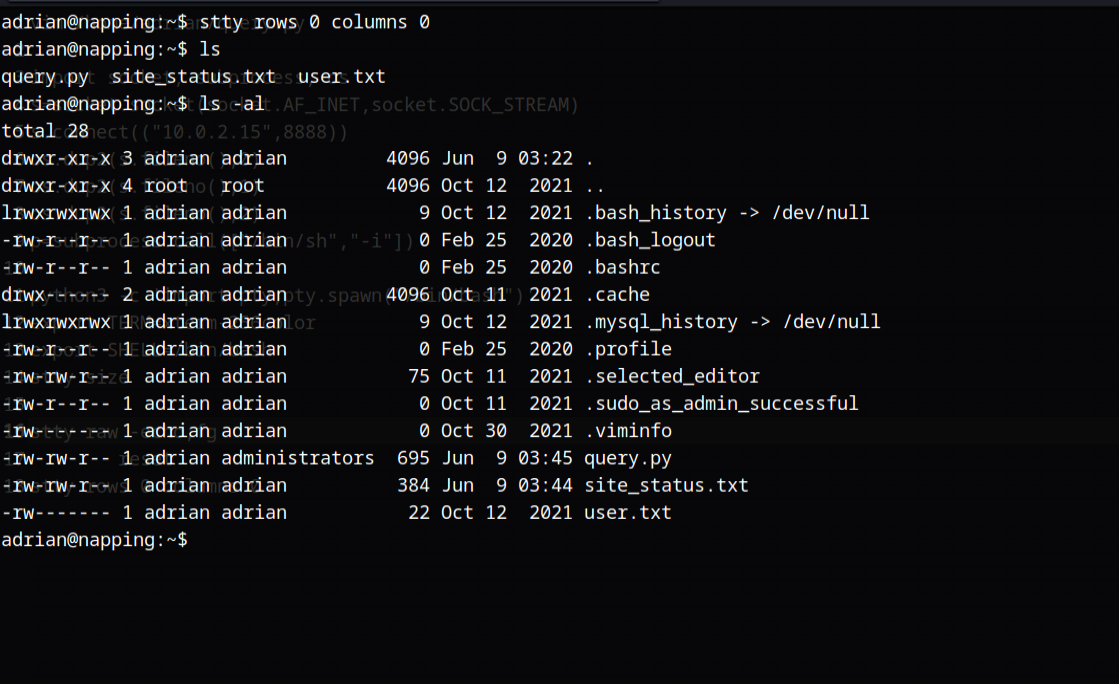 adrian@napping:~$ stty rows 0 columns 0
adrian@napping:~$ ls
query.py  site_status.txt  user.txt
adrian@napping:~$ ls -al
total 28
drwxr-xr-x 3 adrian adrian         4096 Jun  9 03:22 .
drwxr-xr-x 4 root   root           4096 Oct 12  2021 ..
lrwxrwxrwx 1 adrian adrian            9 Oct 12  2021 .bash_history -> /dev/null
-rw-r--r-- 1 adrian adrian            0 Feb 25  2020 .bash_logout
-rw-r--r-- 1 adrian adrian            0 Feb 25  2020 .bashrc
drwx------ 2 adrian adrian         4096 Oct 11  2021 .cache
lrwxrwxrwx 1 adrian adrian            9 Oct 12  2021 .mysql_history -> /dev/null
-rw-r--r-- 1 adrian adrian            0 Feb 25  2020 .profile
-rw-rw-r-- 1 adrian adrian           75 Oct 11  2021 .selected_editor
-rw-r--r-- 1 adrian adrian            0 Oct 11  2021 .sudo_as_admin_successful
-rw------- 1 adrian adrian            0 Oct 30  2021 .viminfo
-rw-rw-r-- 1 adrian administrators  695 Jun  9 03:45 query.py
-rw-rw-r-- 1 adrian adrian          384 Jun  9 03:44 site_status.txt
-rw------- 1 adrian adrian           22 Oct 12  2021 user.txt
adrian@napping:~$